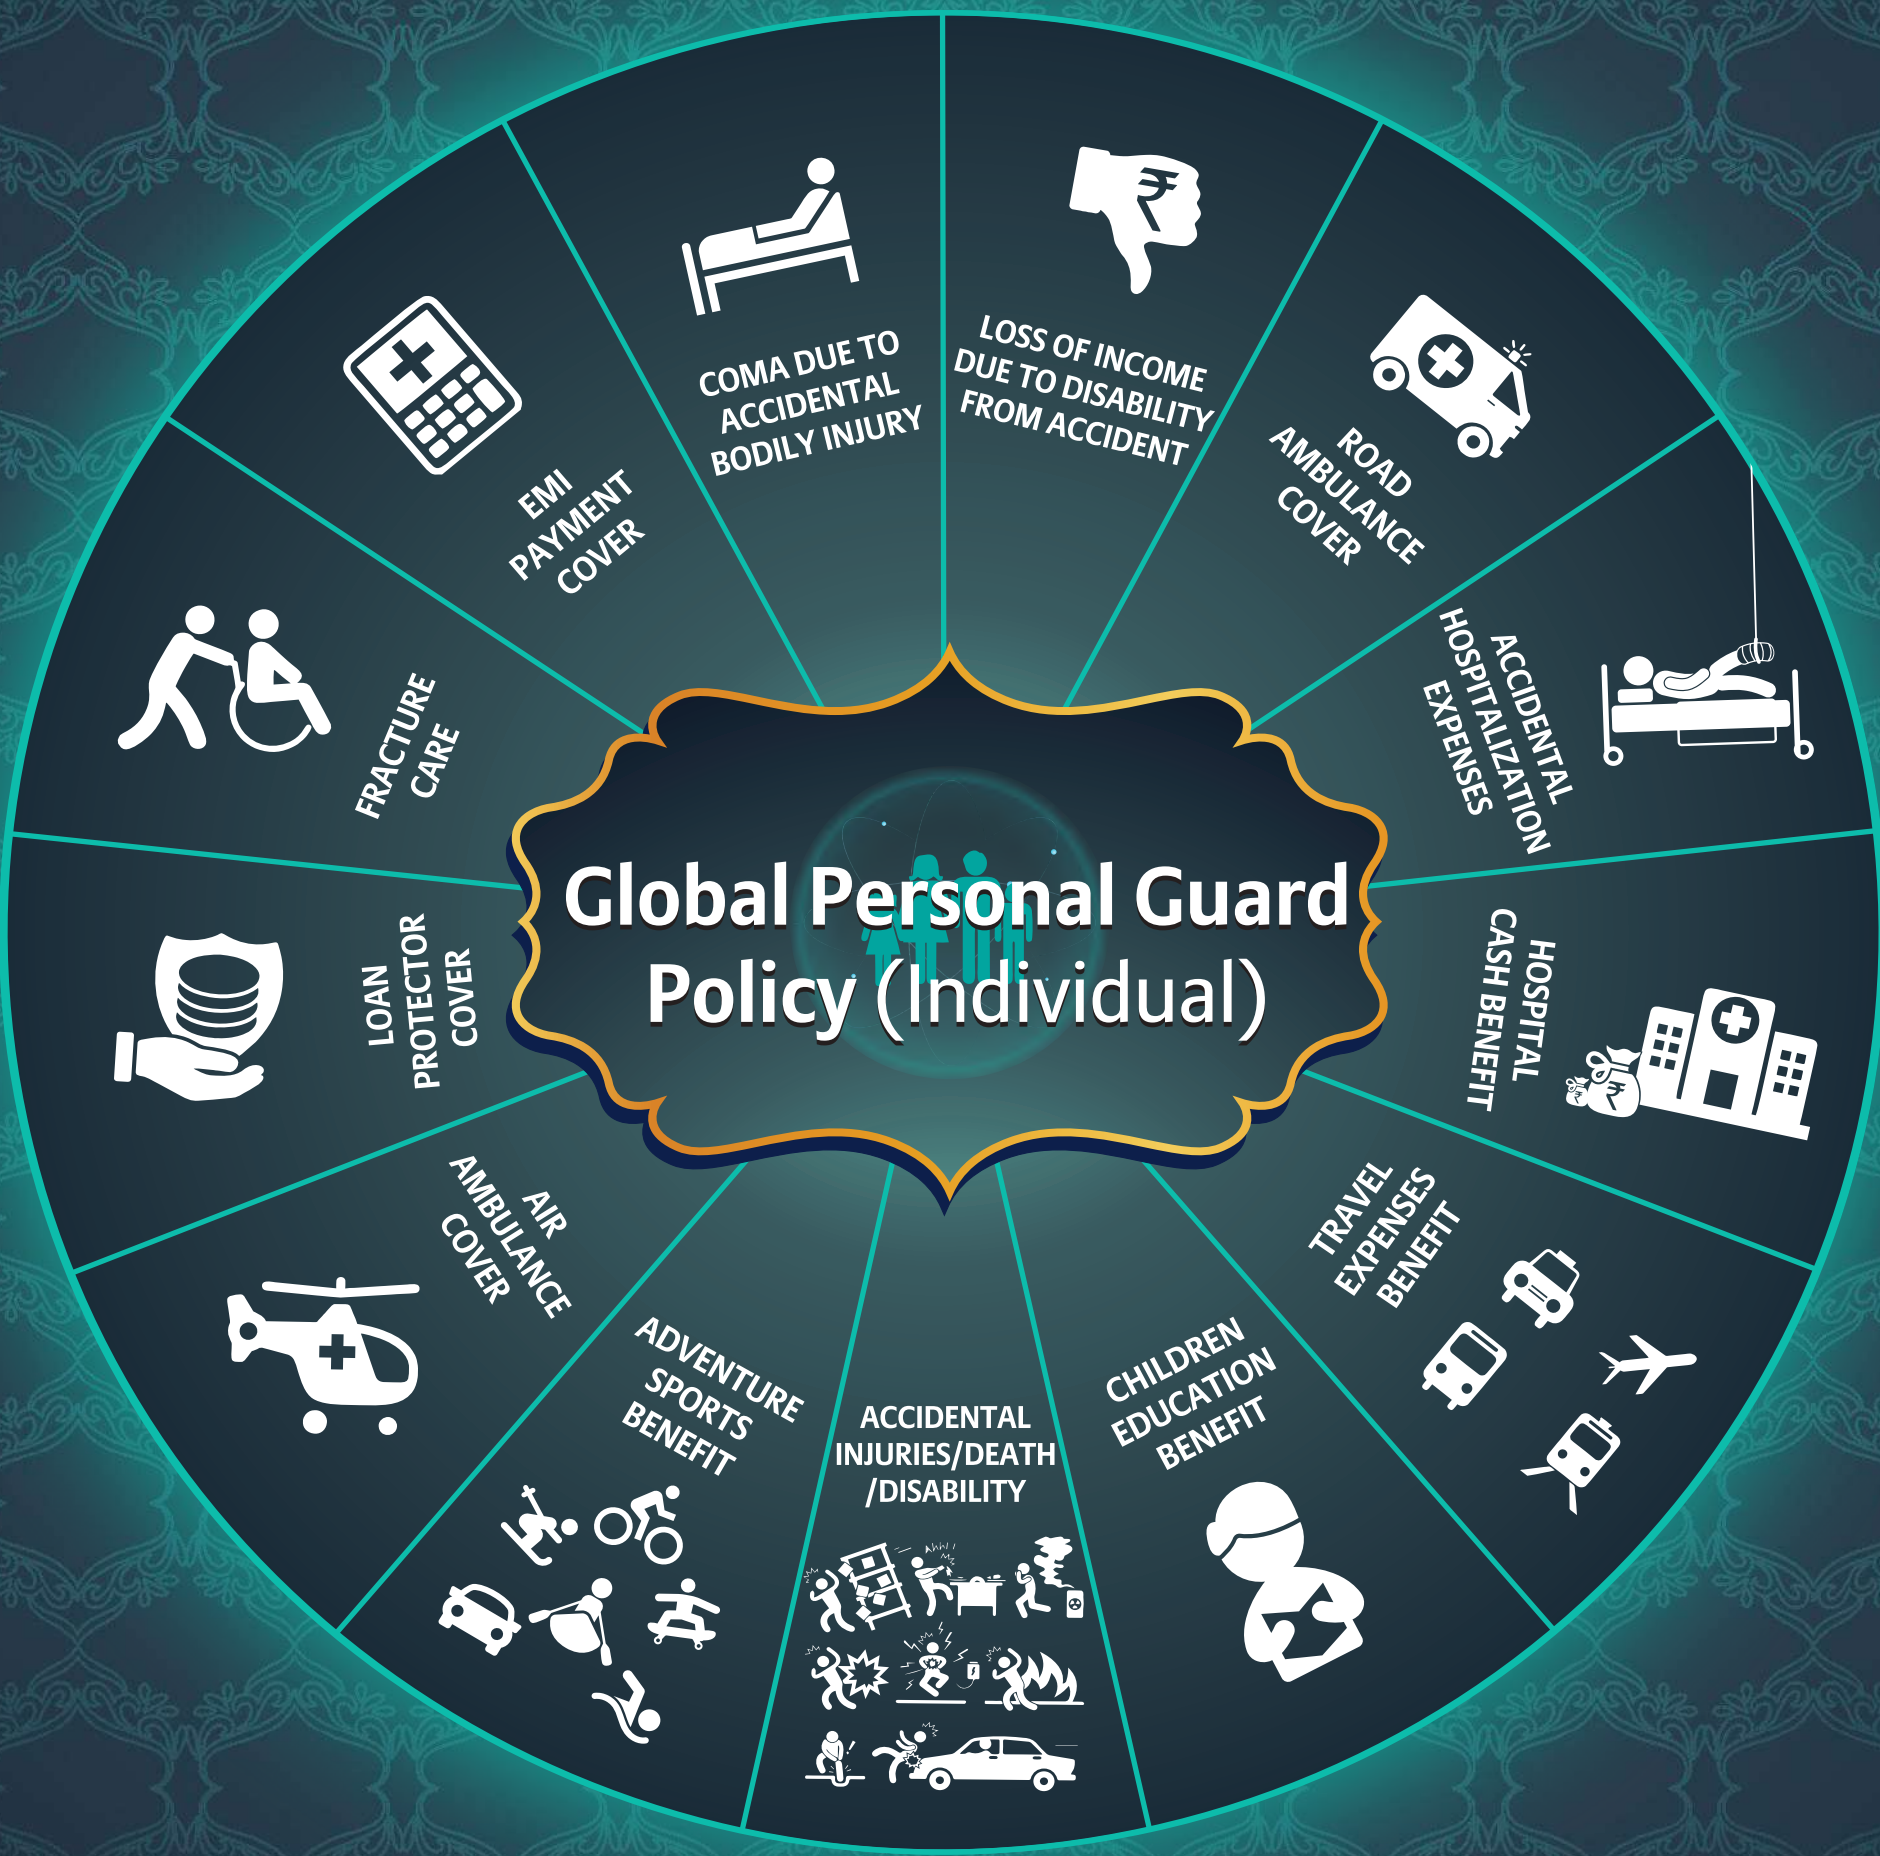 COMA DUE TO
ACCIDENTAL
BODILY INJURY
LOSS OF INCOME
DUE TO DISABILITY
FROM ACCIDENT
ROAD
AMBULANCE
COVER
ACCIDENTAL
HOSPITALIZATION
EXPENSES
HOSPITAL
CASH BENEFIT
TRAVEL
EXPENSES
BENEFIT
CHILDREN
EDUCATION
BENEFIT
ACCIDENTAL
INJURIES/DEATH
/DISABILITY
Ahhh!
ADVENTURE
SPORTS
BENEFIT
AIR
AMBULANCE
COVER
LOAN
PROTECTOR
COVER
FRACTURE
CARE
EMI
PAYMENT
COVER
Global Personal Guard
Policy (Individual)
₹
₹
₹